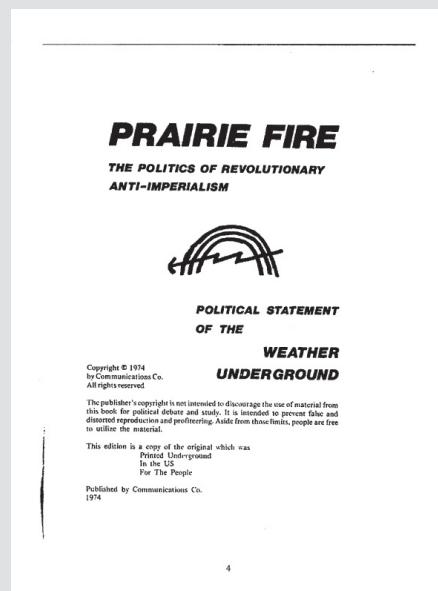 PRAIRIE FIRE
THE POLITICS OF REVOLUTIONARY
ANTI-IMPERIALISM
POLITICAL STATEMENT
OF THE
WEATHER
UNDERGROUND
Copyright © 1974
by Communications Co.
All rights reserved
The publisher's copyright is not intended to discourage the use of material from
this book for political debate and study. It is intended to prevent false and
distorted reproduction and profiteering. Aside from those limits, people are free
to utilize the material.
This edition is a copy of the original which was
Printed Underground
In the US
For The People
Published by Communications Co.
1974
4